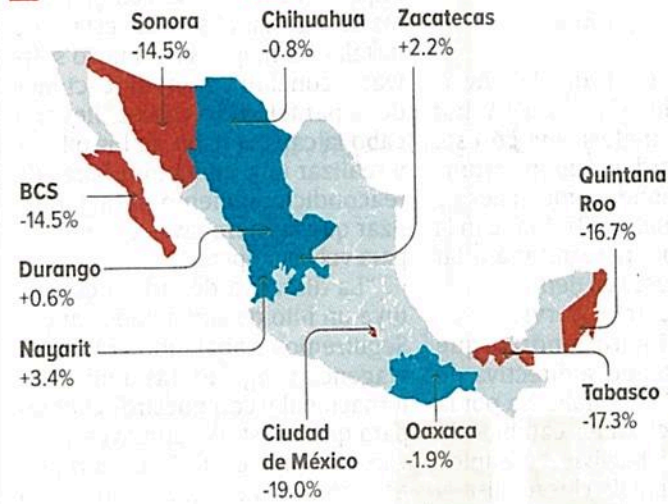 Sonora
-14.5%
Chihuahua
-0.8%
Zacatecas
+2.2%
BCS
-14.5%
Quintana
Roo
-16.7%
Durango
+0.6%
Nayarit
+3.4%
Ciudad
de México
-19.0%
Oaxaca
-1.9%
Tabasco
-17.3%